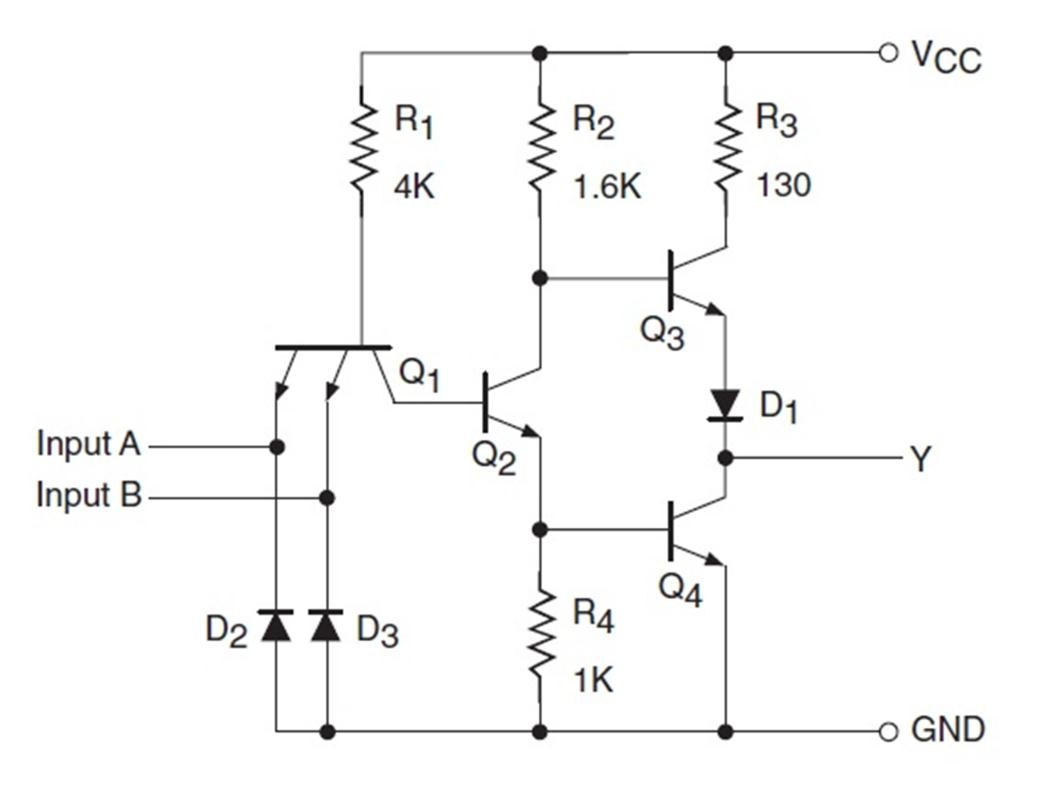 VCC
R1
4K
R2
1.6K
R3
130
Q1
Q3
D1
Input A
Input B
Q2
Y
Q4
D2
D3
R4
1K
GND